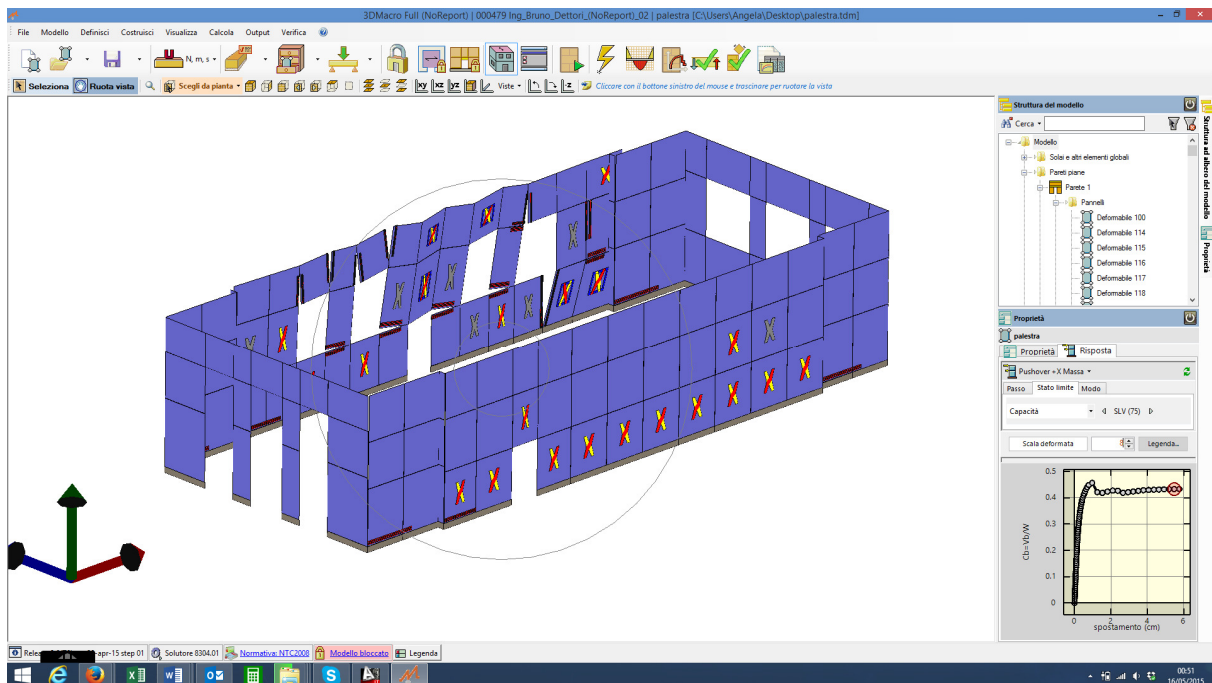 3DMacro Full (NoReport) | 000479 Ing_Bruno_Dettori_(NoReport)_02 | palestra [C:\Users\Angela\Desktop\palestra.tdm]
File Modello Definisci Costruisci Visualizza Calcola Output Verifica
N, m, s
Seleziona Ruota vista Scegli da pianta xy xz yz Viste -z Cliccare con il bottone sinistro del mouse e trascinare per ruotare la vista
Struttura del modello
Cerca
Modello
Solai e altri elementi globali
Pareti piane
Parete 1
Pannelli
Deformabile 100
Deformabile 114
Deformabile 115
Deformabile 116
Deformabile 117
Deformabile 118
Struttura ad albero del modello
Proprietà
Proprietà
palestra
Proprietà Risposta
Pushover +X Massa
Passo Stato limite Modo
Capacità SLV (75)
Scala deformata Legenda...
Cb=Vb/W
0.5
0.4
0.3
0.2
0.1
0
0 2 4 6
spostamento (cm)
-apr-15 step 01 Solutore 8304.01 Normativa: NTC2008 Modello bloccato Legenda
00:51
16/05/2015